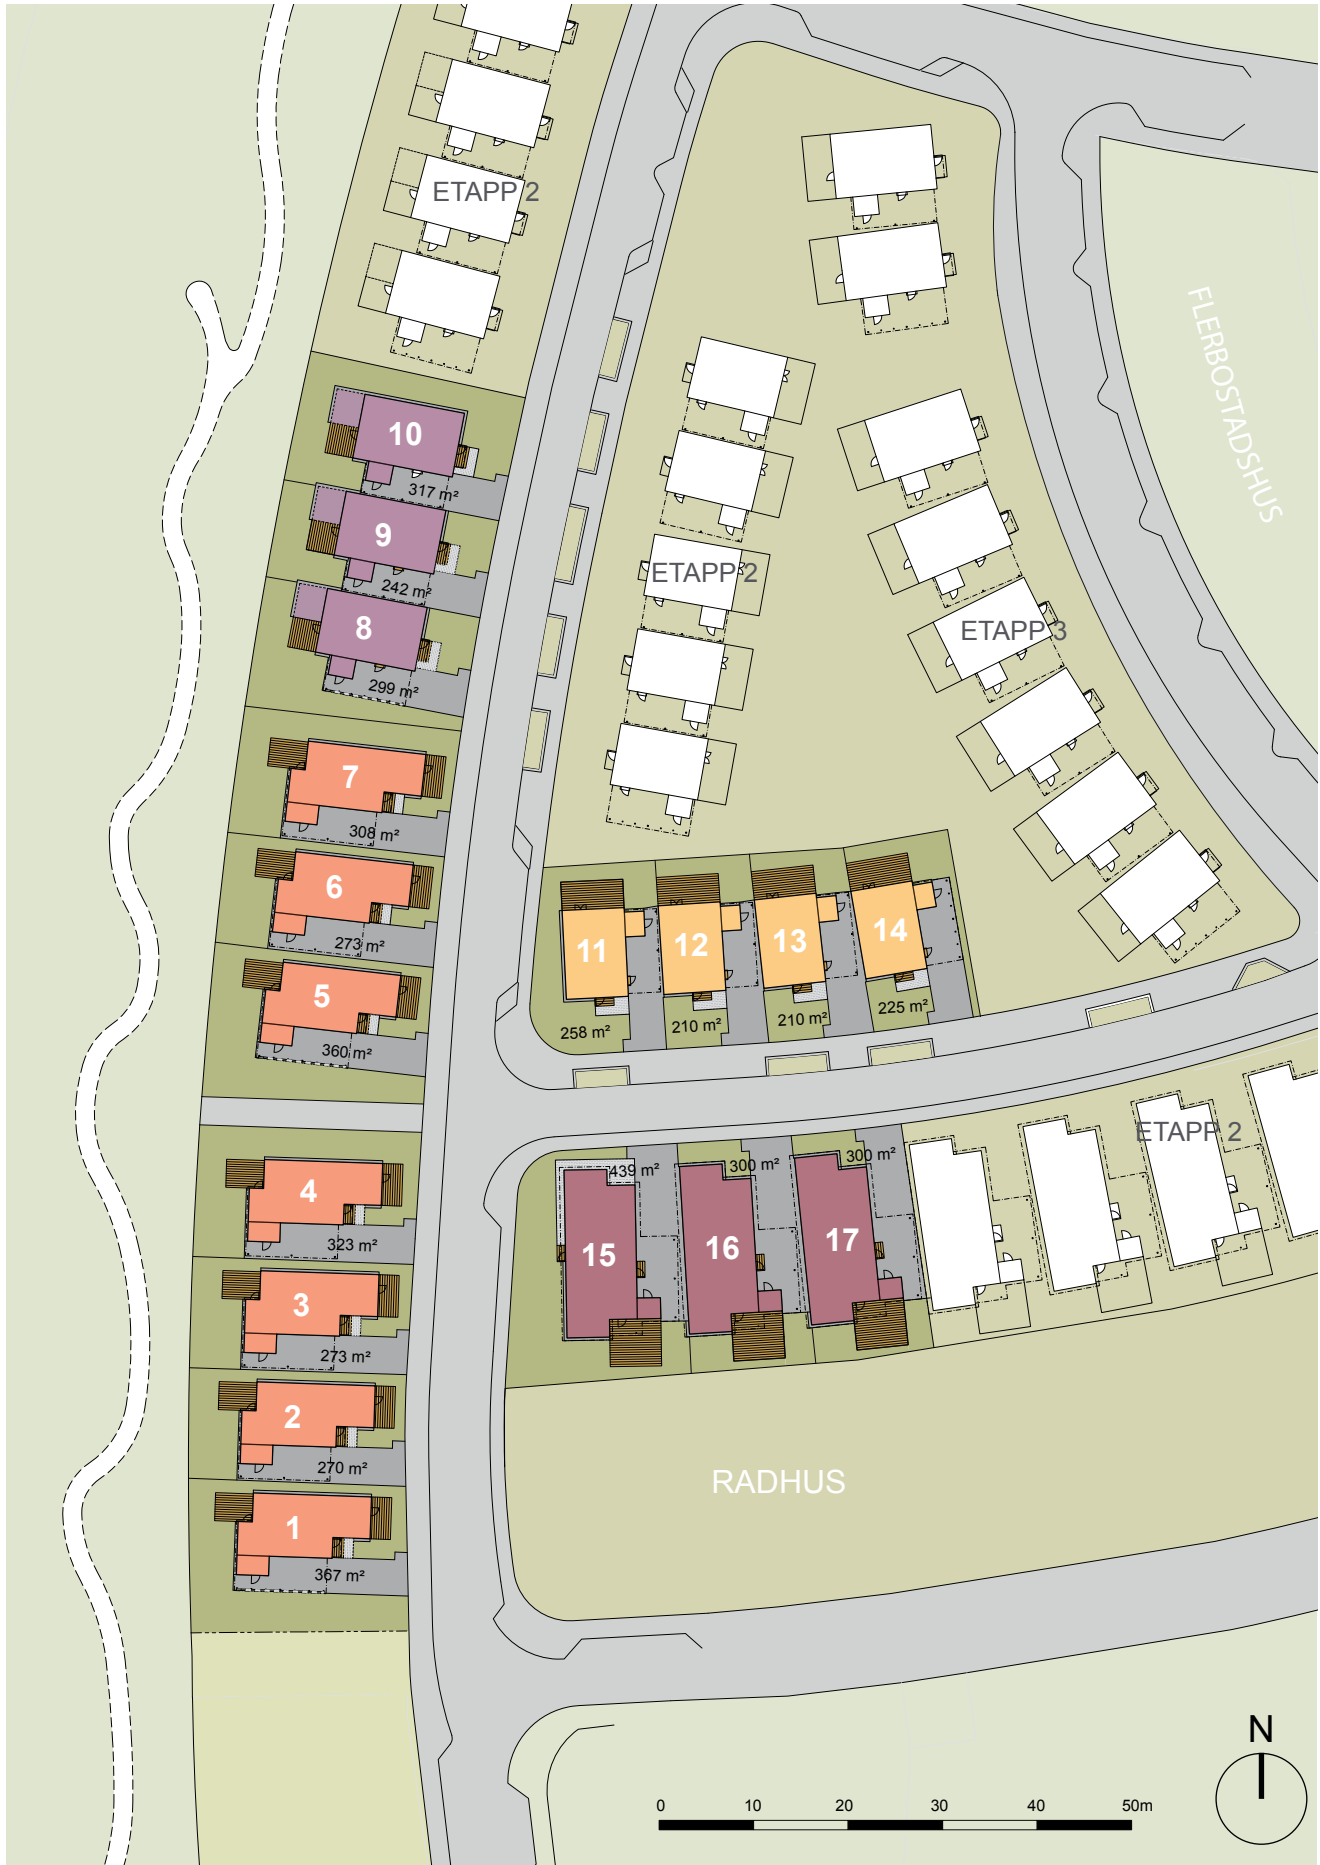 ETAPP 2
FLERBOSTADSHUS
10
317 m²
9
242 m²
8
299 m²
ETAPP 2
ETAPP 3
7
308 m²
6
273 m²
5
360 m²
11
12
13
14
258 m²
210 m²
210 m²
225 m²
4
323 m²
3
273 m²
2
270 m²
1
367 m²
439 m²
300 m²
300 m²
ETAPP 2
15
16
17
RADHUS
N
0 10 20 30 40 50m